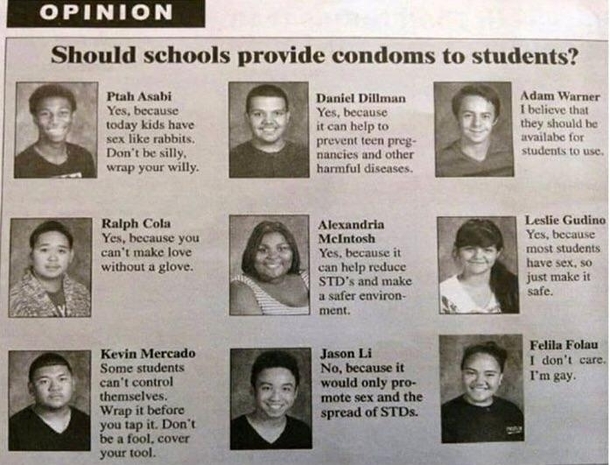 OPINION
Should schools provide condoms to students?
Ptah Asabi
Yes, because
today kids have
sex like rabbits.
Don't be silly,
wrap your willy.
Daniel Dillman
Yes, because
it can help to
prevent teen preg-
nancies and other
harmful diseases.
Adam Warner
I believe that
they should be
availabe for
students to use.
Ralph Cola
Yes, because you
can't make love
without a glove.
Alexandria
McIntosh
Yes, because it
can help reduce
STD's and make
a safer environ-
ment.
Leslie Gudino
Yes, because
most students
have sex, so
just make it
safe.
Kevin Mercado
Some students
can't control
themselves.
Wrap it before
you tap it. Don't
be a fool, cover
your tool.
Jason Li
No, because it
would only pro-
mote sex and the
spread of STDs.
Felila Folau
I don't care.
I'm gay.